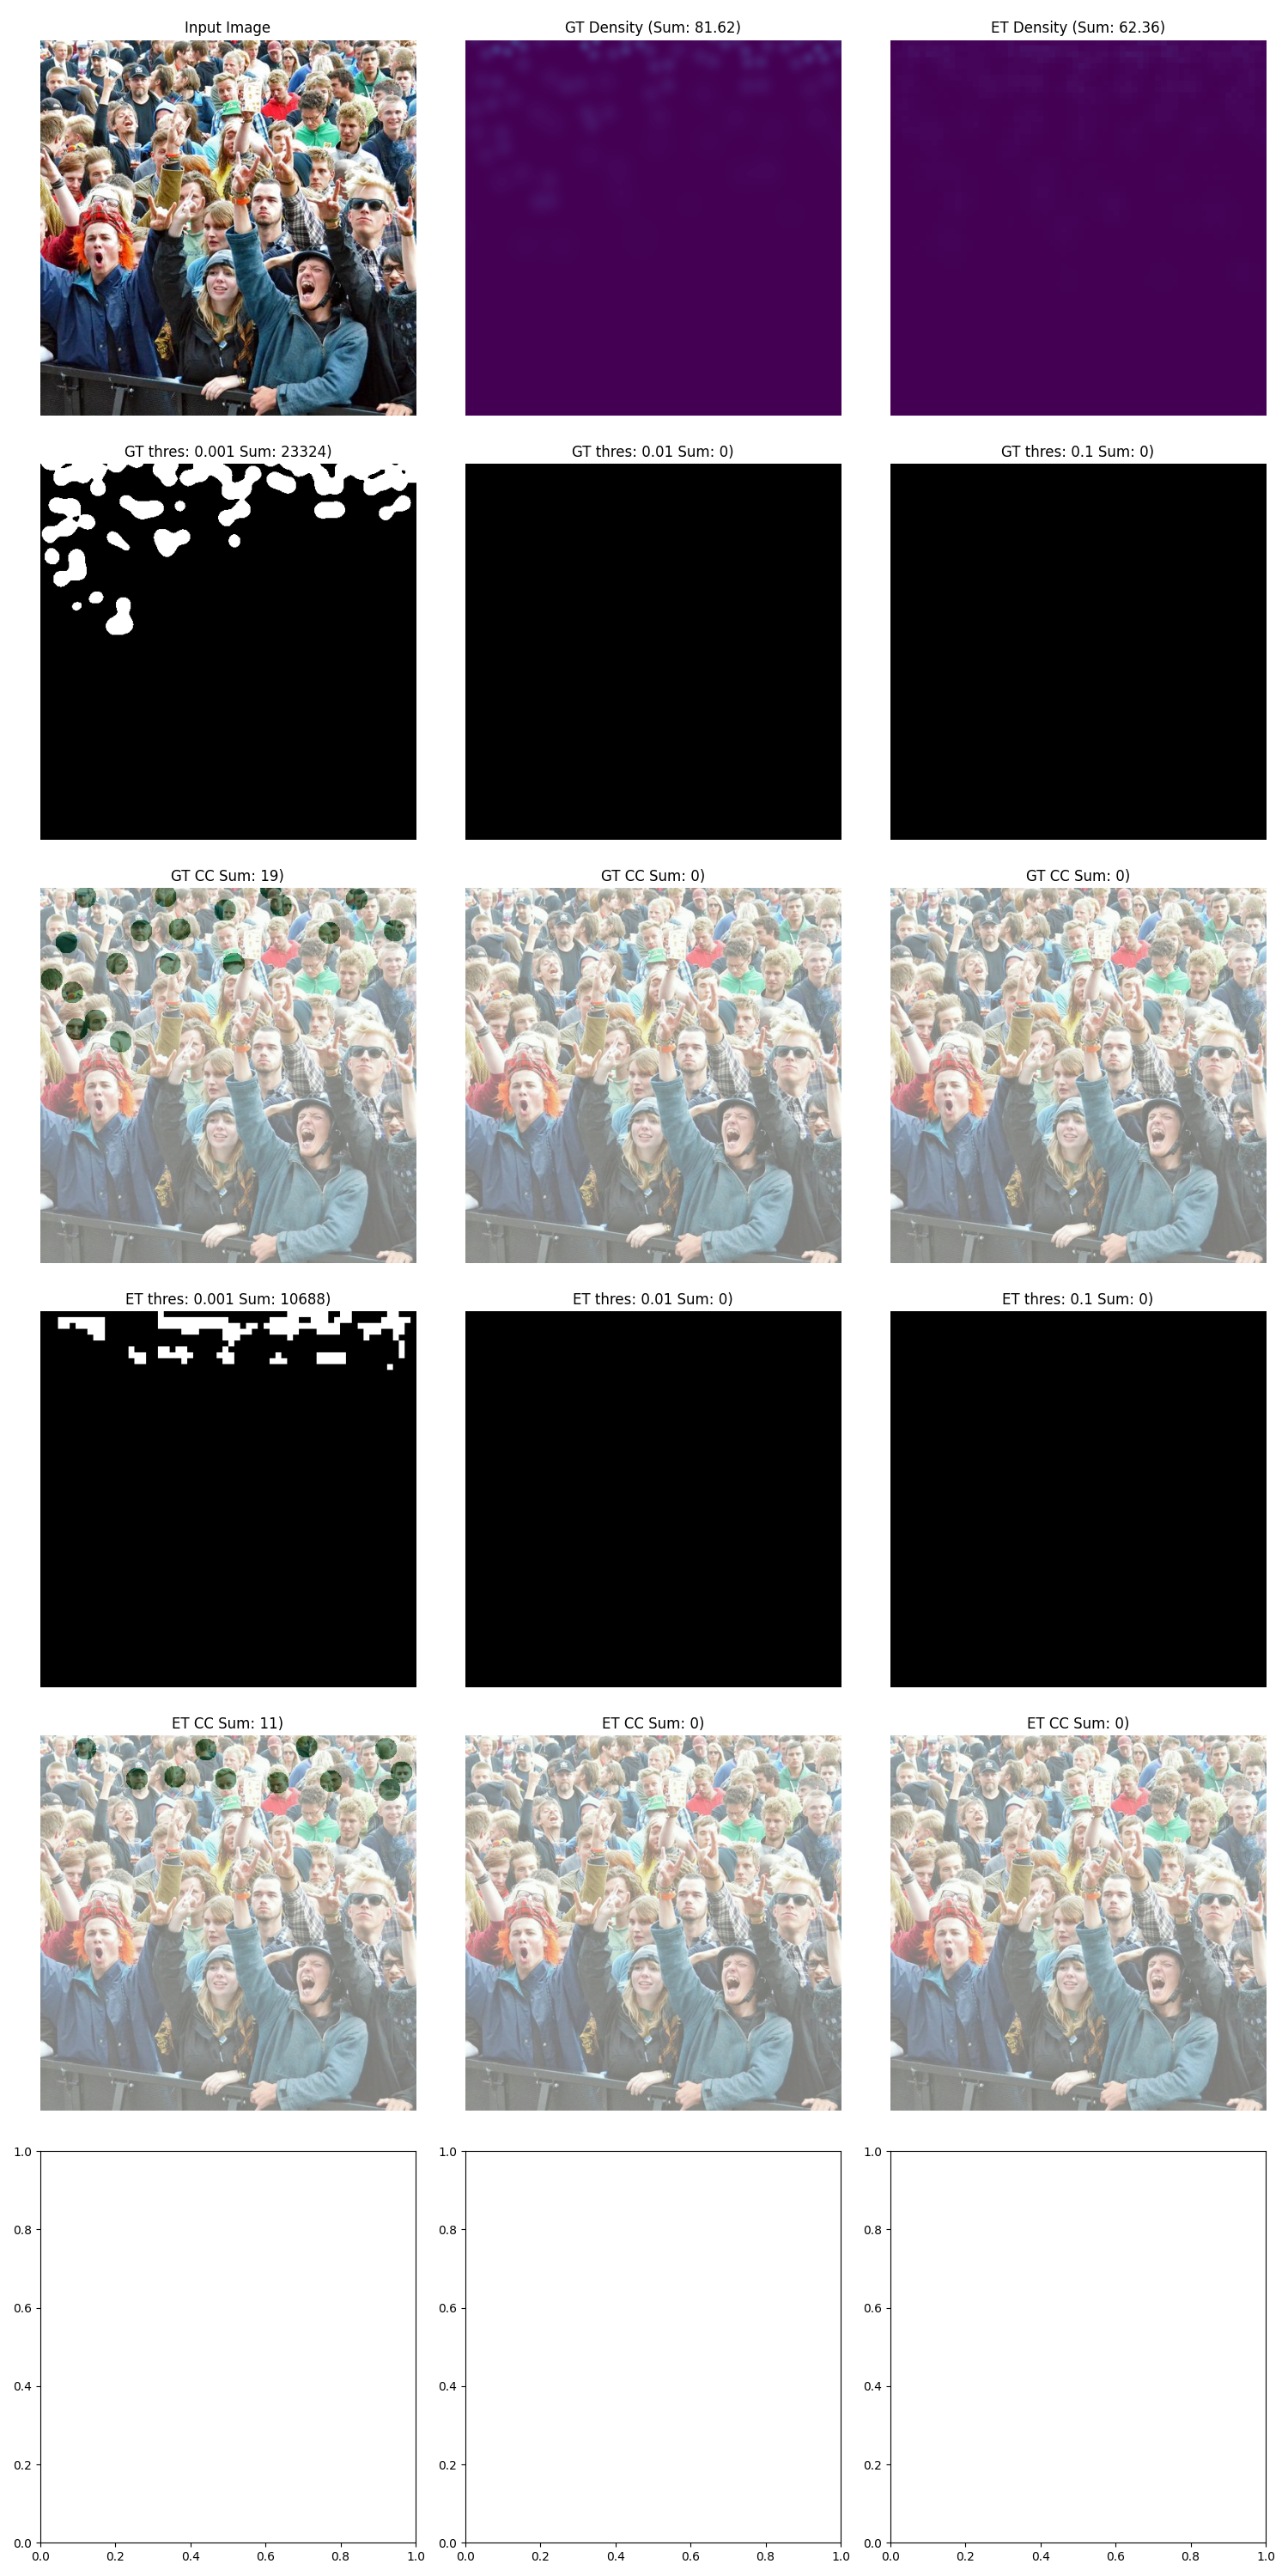 Input Image
GT Density (Sum: 81.62)
ET Density (Sum: 62.36)
GT thres: 0.001 Sum: 23324)
GT thres: 0.01 Sum: 0)
GT thres: 0.1 Sum: 0)
GT CC Sum: 19)
GT CC Sum: 0)
GT CC Sum: 0)
ET thres: 0.001 Sum: 10688)
ET thres: 0.01 Sum: 0)
ET thres: 0.1 Sum: 0)
ET CC Sum: 11)
ET CC Sum: 0)
ET CC Sum: 0)
1.0
0.8
0.6
0.4
0.2
0.0
0.0 0.2 0.4 0.6 0.8 1.0
1.0
0.8
0.6
0.4
0.2
0.0
0.0 0.2 0.4 0.6 0.8 1.0
1.0
0.8
0.6
0.4
0.2
0.0
0.0 0.2 0.4 0.6 0.8 1.0